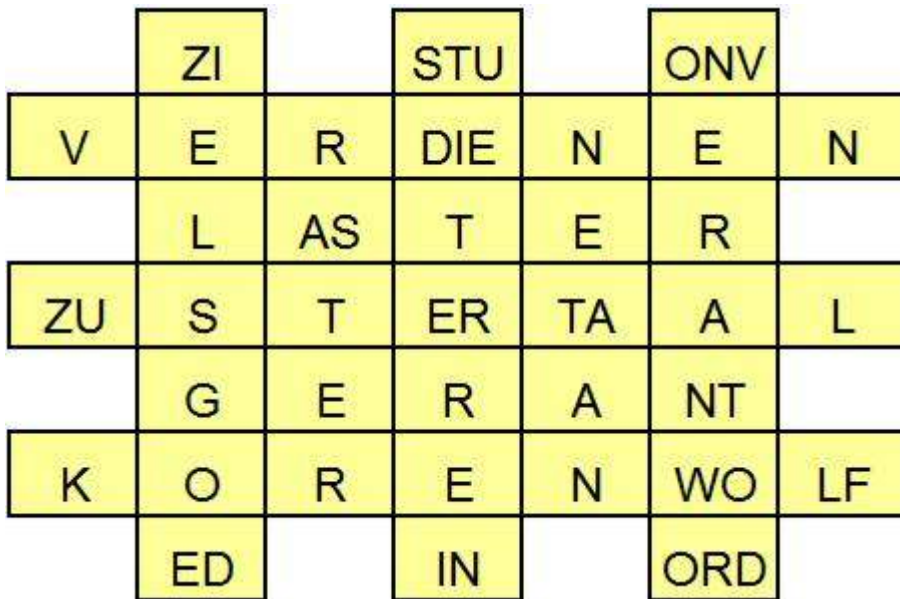 ZI STU ONV
V E R DIE N E N
L AS T E R
ZU S T ER TA A L
G E R A NT
K O R E N WO LF
ED IN ORD